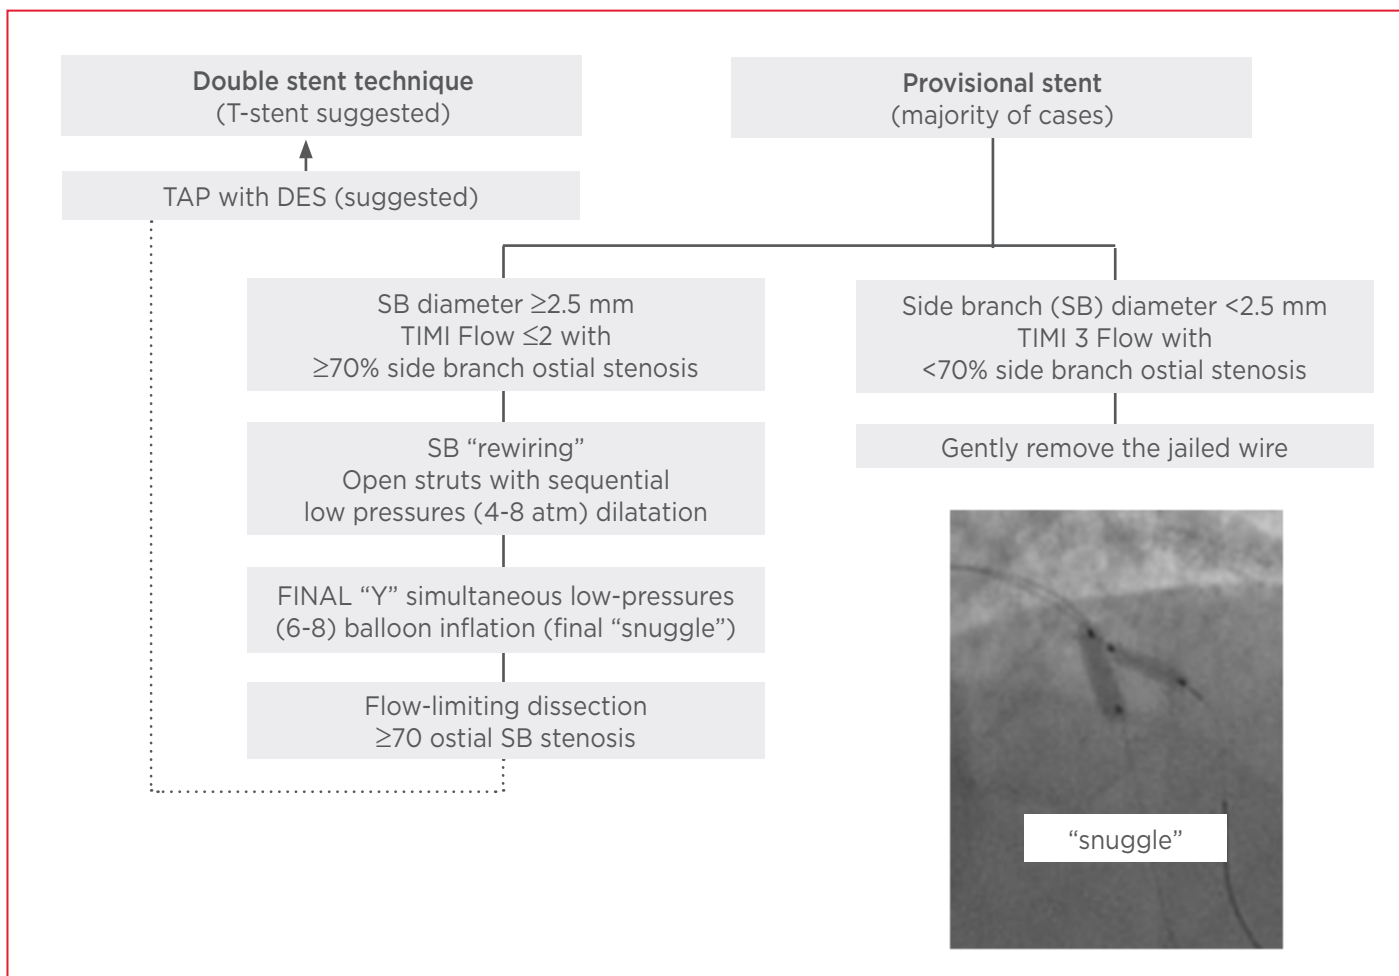 Double stent technique
(T-stent suggested)
TAP with DES (suggested)
Provisional stent
(majority of cases)
SB diameter ≥2.5 mm
TIMI Flow ≤2 with
≥70% side branch ostial stenosis
SB “rewiring”
Open struts with sequential
low pressures (4-8 atm) dilatation
FINAL “Y” simultaneous low-pressures
(6-8) balloon inflation (final “snuggle”)
Flow-limiting dissection
≥70 ostial SB stenosis
Side branch (SB) diameter <2.5 mm
TIMI 3 Flow with
<70% side branch ostial stenosis
Gently remove the jailed wire
“snuggle”